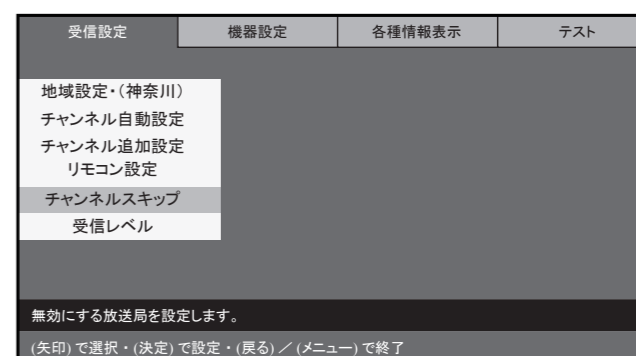 受信設定 機器設定 各種情報表示 テスト
地域設定・(神奈川)
チャンネル自動設定
チャンネル追加設定
リモコン設定
チャンネルスキップ
受信レベル
無効にする放送局を設定します。
(矢印) で選択・(決定) で設定・(戻る) ／ (メニュー) で終了